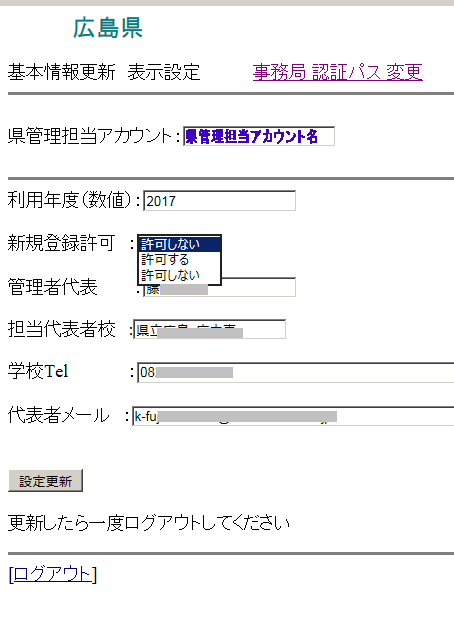 広島県
基本情報更新 表示設定 事務局 認証パス 変更
県管理担当アカウント: 県管理担当アカウント名
利用年度(数値): 2017
新規登録許可 : 許可しない
許可する
許可しない
管理者代表 :
担当代表者校 : 県立
学校Tel : 08
代表者メール : k-fuj
設定更新
更新したら一度ログアウトしてください
[ログアウト]